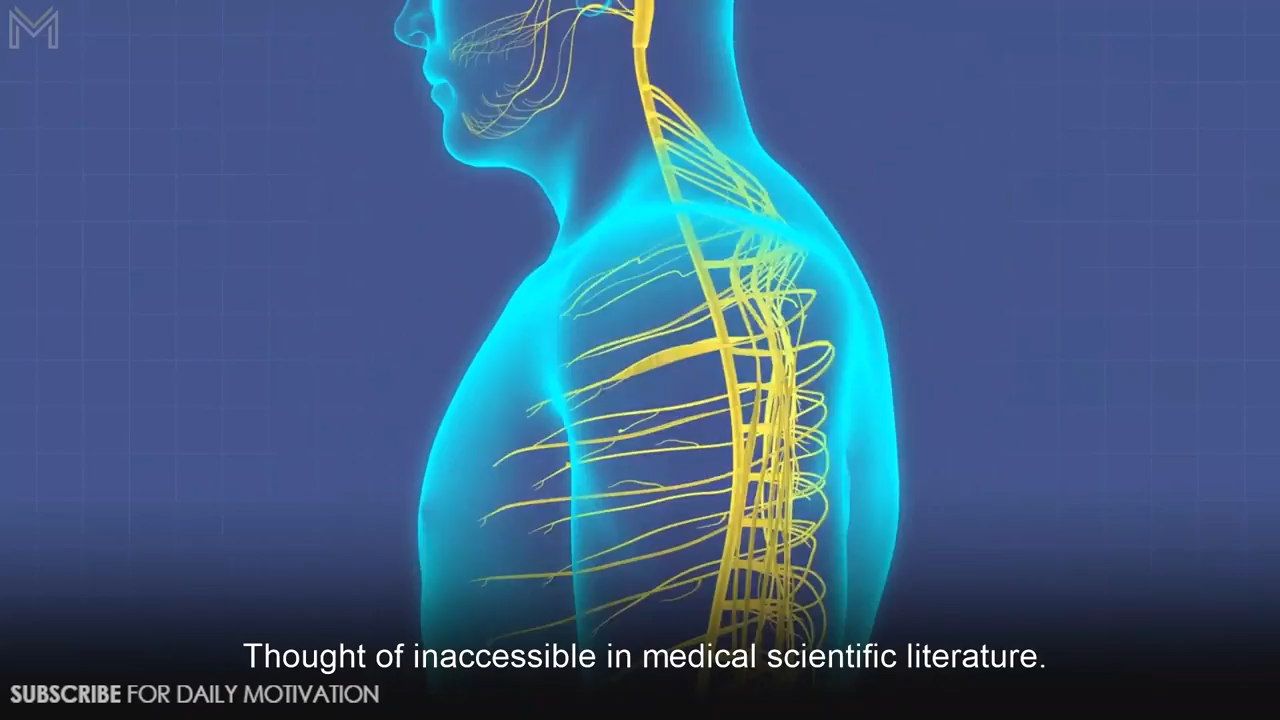 M
Thought of inaccessible in medical scientific literature.
SUBSCRIBE FOR DAILY MOTIVATION